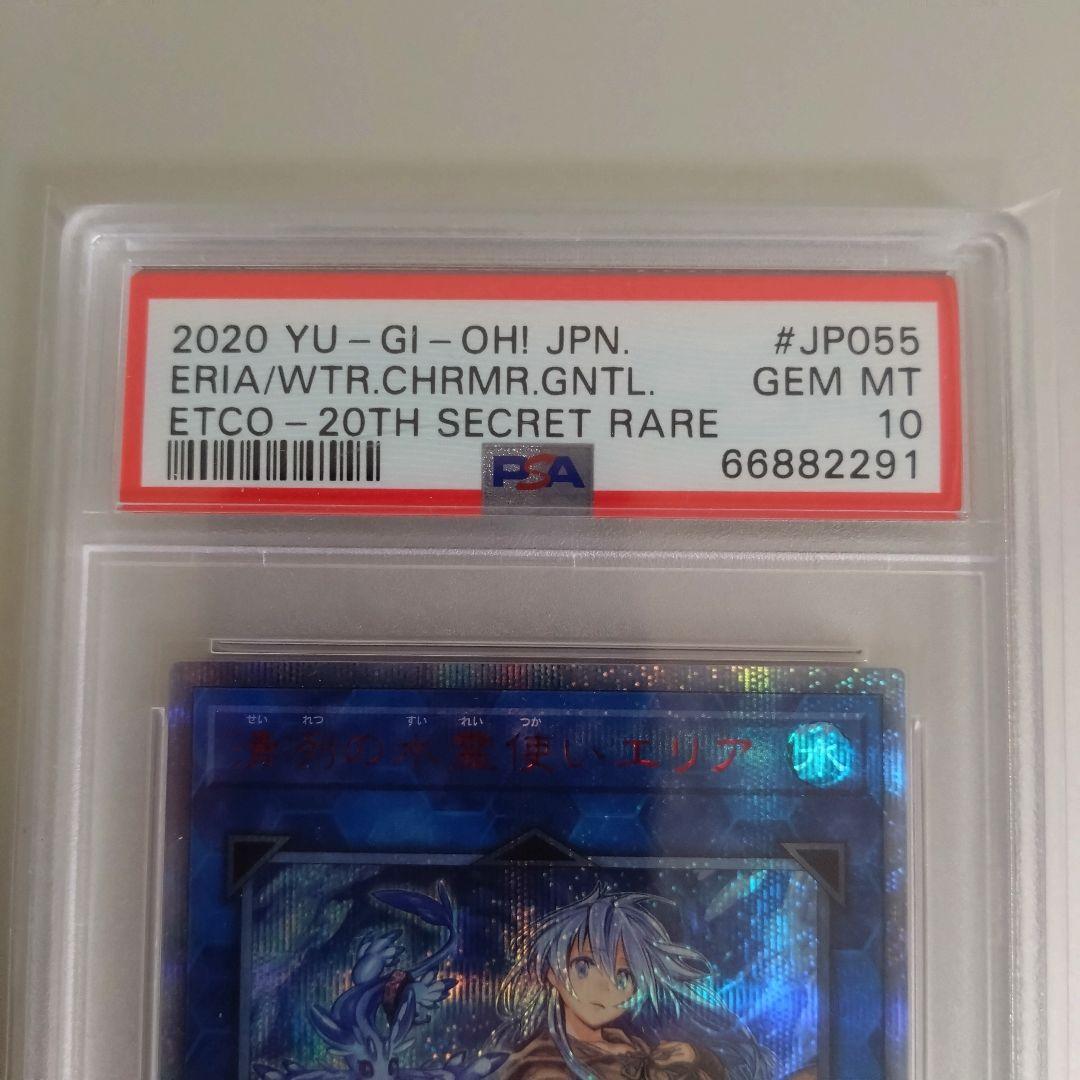 2020 YU-GI-OH! JPN. #JP055
ERIA/WTR.CHRMR.GNTL. GEM MT
ETCO-20TH SECRET RARE 10
PSA 66882291
せい れつ すい れい つか
清冽の水霊使いエリア 水